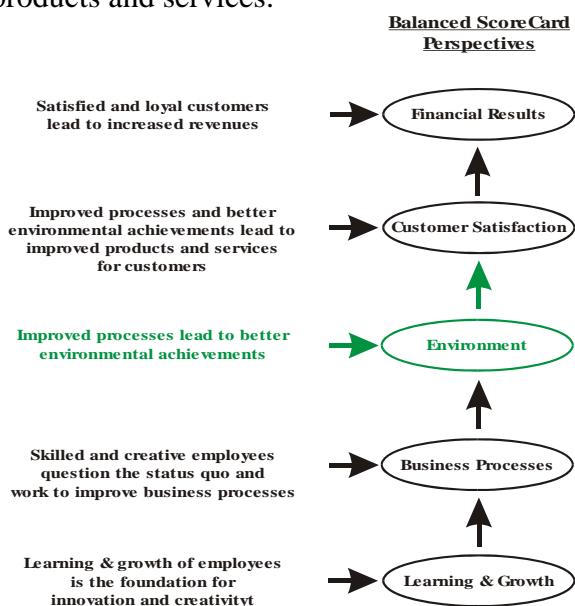 products and services.
Balanced ScoreCard
Perspectives
Satisfied and loyal customers
lead to increased revenues
Financial Results
Improved processes and better
environmental achievements lead to
improved products and services
for customers
Customer Satisfaction
Improved processes lead to better
environmental achievements
Environment
Skilled and creative employees
question the status quo and
work to improve business processes
Business Processes
Learning & growth of employees
is the foundation for
innovation and creativityt
Learning & Growth